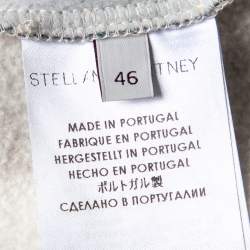 STELL
TNEY
46
MADE IN PORTUGAL
FABRIQUE EN PORTUGAL
HERGESTELLT IN PORTUGAL
HECHO EN PORTUGAL
ポルトガル製
СДЕЛАНО В ПОРТУГАЛИИ